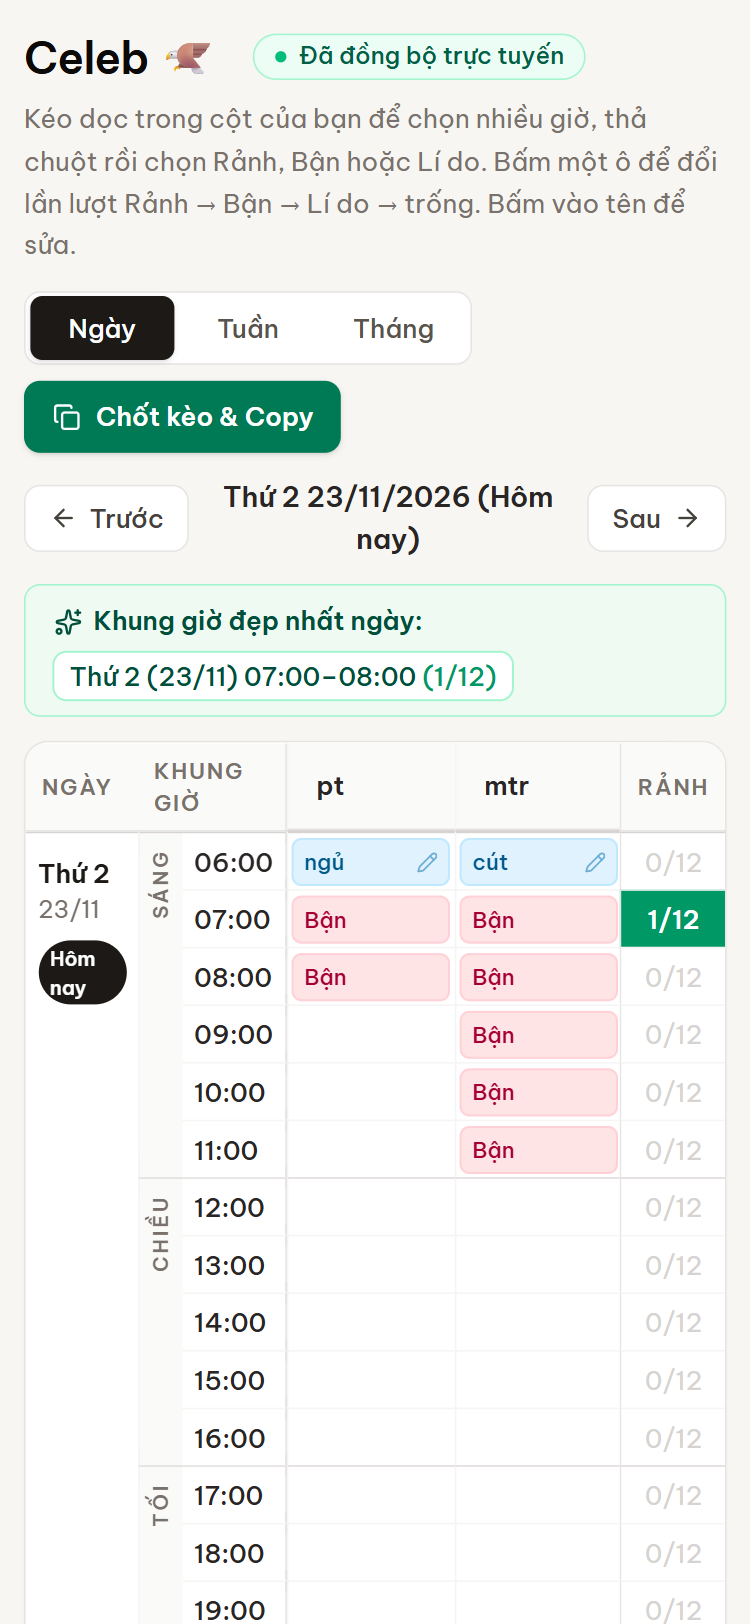 Celeb
Đã đồng bộ trực tuyến
Kéo dọc trong cột của bạn để chọn nhiều giờ, thả
chuột rồi chọn Rảnh, Bận hoặc Lí do. Bấm một ô để đổi
lần lượt Rảnh → Bận → Lí do → trống. Bấm vào tên để
sửa.
Ngày Tuần Tháng
Chốt kèo & Copy
← Trước
Thứ 2 23/11/2026 (Hôm
nay)
Sau →
Khung giờ đẹp nhất ngày:
Thứ 2 (23/11) 07:00–08:00 (1/12)
NGÀY
KHUNG
GIỜ
pt
mtr
RẢNH
Thứ 2
23/11
Hôm
nay
SÁNG
06:00 ngủ cút 0/12
07:00 Bận Bận 1/12
08:00 Bận Bận 0/12
09:00 Bận 0/12
10:00 Bận 0/12
11:00 Bận 0/12
CHIỀU
12:00 0/12
13:00 0/12
14:00 0/12
15:00 0/12
16:00 0/12
TỐI
17:00 0/12
18:00 0/12
19:00 0/12